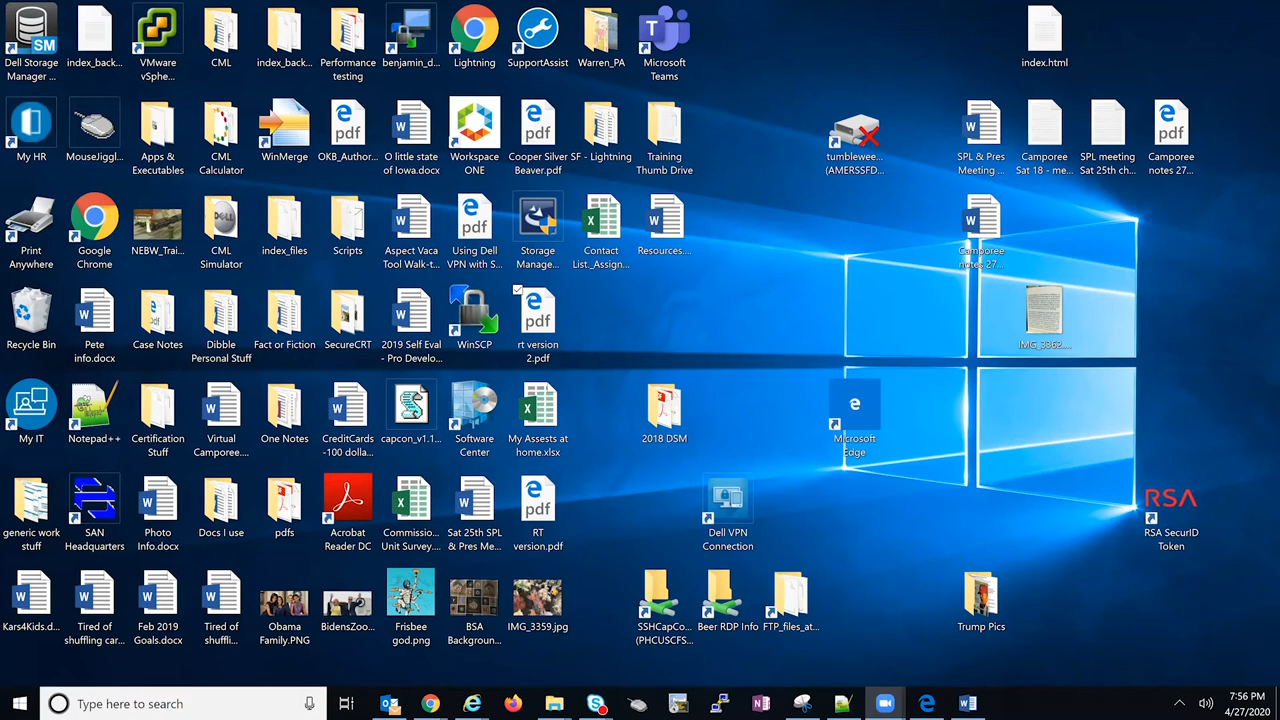 Dell Storage
Manager ...
index_back...
VMware
vSphe...
CML
index_back...
Performance
testing
benjamin_d...
Lightning
SupportAssist
Warren_PA
Microsoft
Teams
index.html
My HR
MouseJiggl...
Apps &
Executables
CML
Calculator
WinMerge
OKB_Author...
O little state
of Iowa.docx
Workspace
ONE
Cooper Silver
Beaver.pdf
SF - Lightning
Training
Thumb Drive
tumblewee...
(AMERSSFD...
SPL & Pres
Meeting ...
Camporee
Sat 18 - me...
SPL meeting
Sat 25th ch...
Camporee
notes 27...
Print
Anywhere
Google
Chrome
NEBW_Trai...
CML
Simulator
index_files
Scripts
Aspect Vaca
Tool Walk-t...
Using Dell
VPN with S...
Storage
Manage...
Contact
List._Assign...
Resources....
Camporee
notes 27...
Recycle Bin
Pete
info.docx
Case Notes
Dibble
Personal Stuff
Fact or Fiction
SecureCRT
2019 Self Eval
- Pro Develo...
WinSCP
rt version
2.pdf
IMG_3362....
My IT
Notepad++
Certification
Stuff
Virtual
Camporee....
One Notes
CreditCards
-100 dolla...
capcon_v1.1...
Software
Center
My Assests at
home.xlsx
2018 DSM
Microsoft
Edge
generic work
stuff
SAN
Headquarters
Photo
Info.docx
Docs I use
pdfs
Acrobat
Reader DC
Commissio...
Unit Survey....
Sat 25th SPL
& Pres Me...
RT
version.pdf
Dell VPN
Connection
RSA
RSA SecurID
Token
Kars4Kids.d...
Tired of
shuffling car...
Feb 2019
Goals.docx
Tired of
shuffli...
Obama
Family.PNG
BidensZoo...
Frisbee
god.png
BSA
Backgroun...
IMG_3359.jpg
SSHCapCo...
(PHCUSCFS...
Beer RDP Info
FTP_files_at...
Trump Pics
Type here to search
7:56 PM
4/27/2020